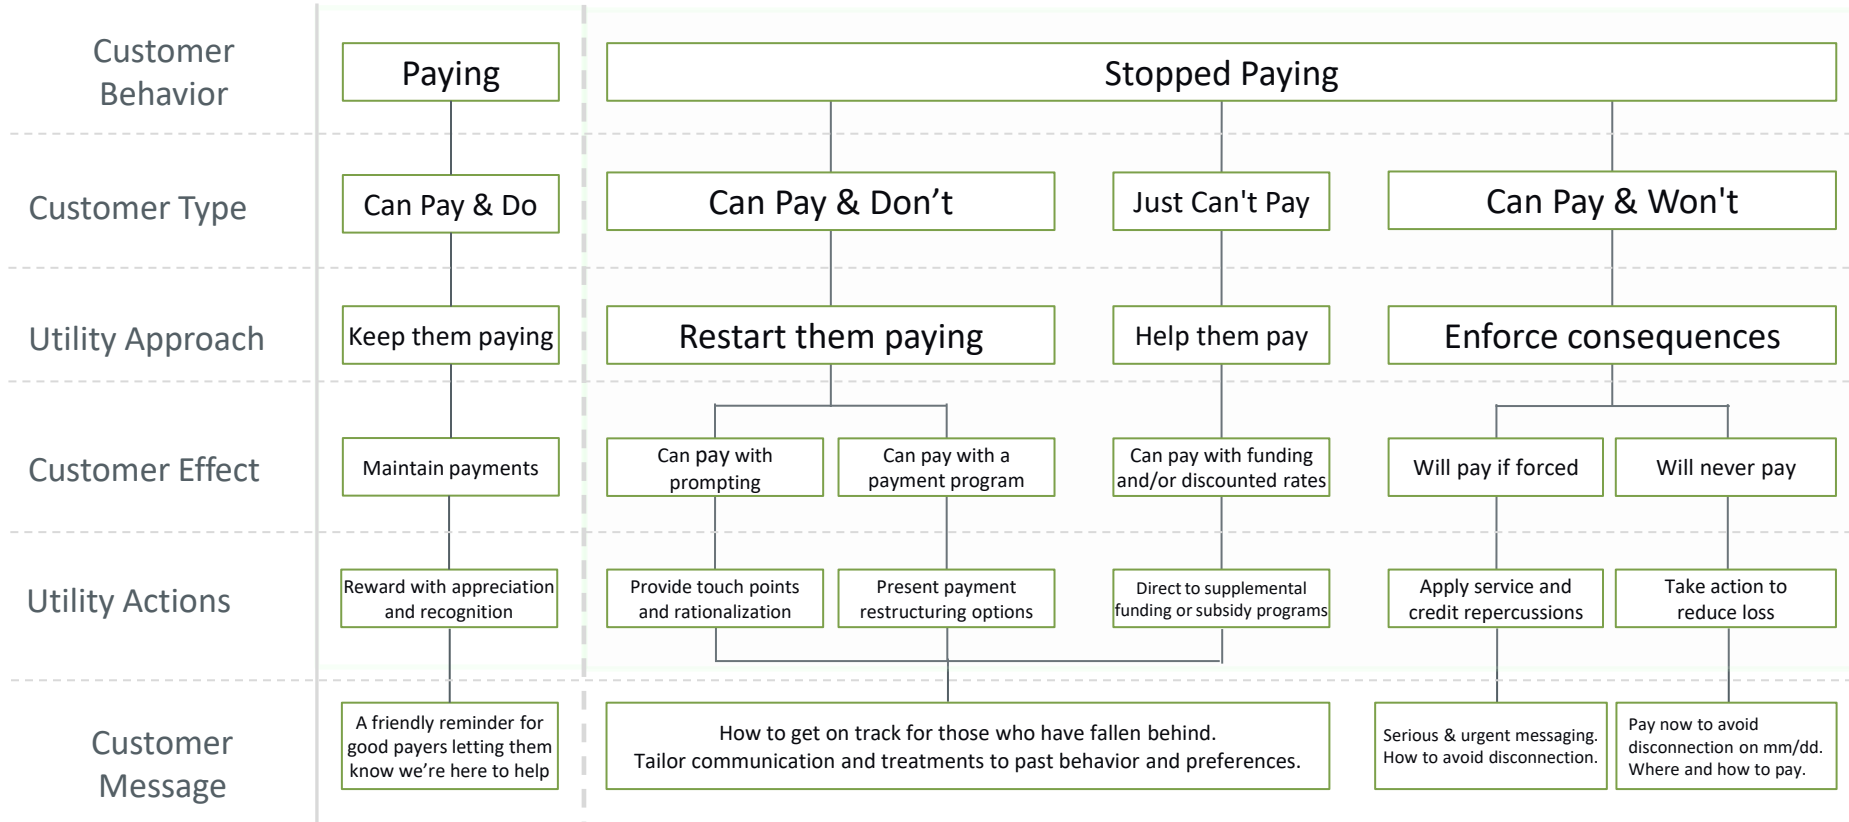 Customer
Behavior
Paying
Stopped Paying
Customer Type
Can Pay & Do
Can Pay & Don’t
Just Can't Pay
Can Pay & Won't
Utility Approach
Keep them paying
Restart them paying
Help them pay
Enforce consequences
Customer Effect
Maintain payments
Can pay with
prompting
Can pay with a
payment program
Can pay with funding
and/or discounted rates
Will pay if forced
Will never pay
Utility Actions
Reward with appreciation
and recognition
Provide touch points
and rationalization
Present payment
restructuring options
Direct to supplemental
funding or subsidy programs
Apply service and
credit repercussions
Take action to
reduce loss
Customer
Message
A friendly reminder for
good payers letting them
know we’re here to help
How to get on track for those who have fallen behind.
Tailor communication and treatments to past behavior and preferences.
Serious & urgent messaging.
How to avoid disconnection.
Pay now to avoid
disconnection on mm/dd.
Where and how to pay.